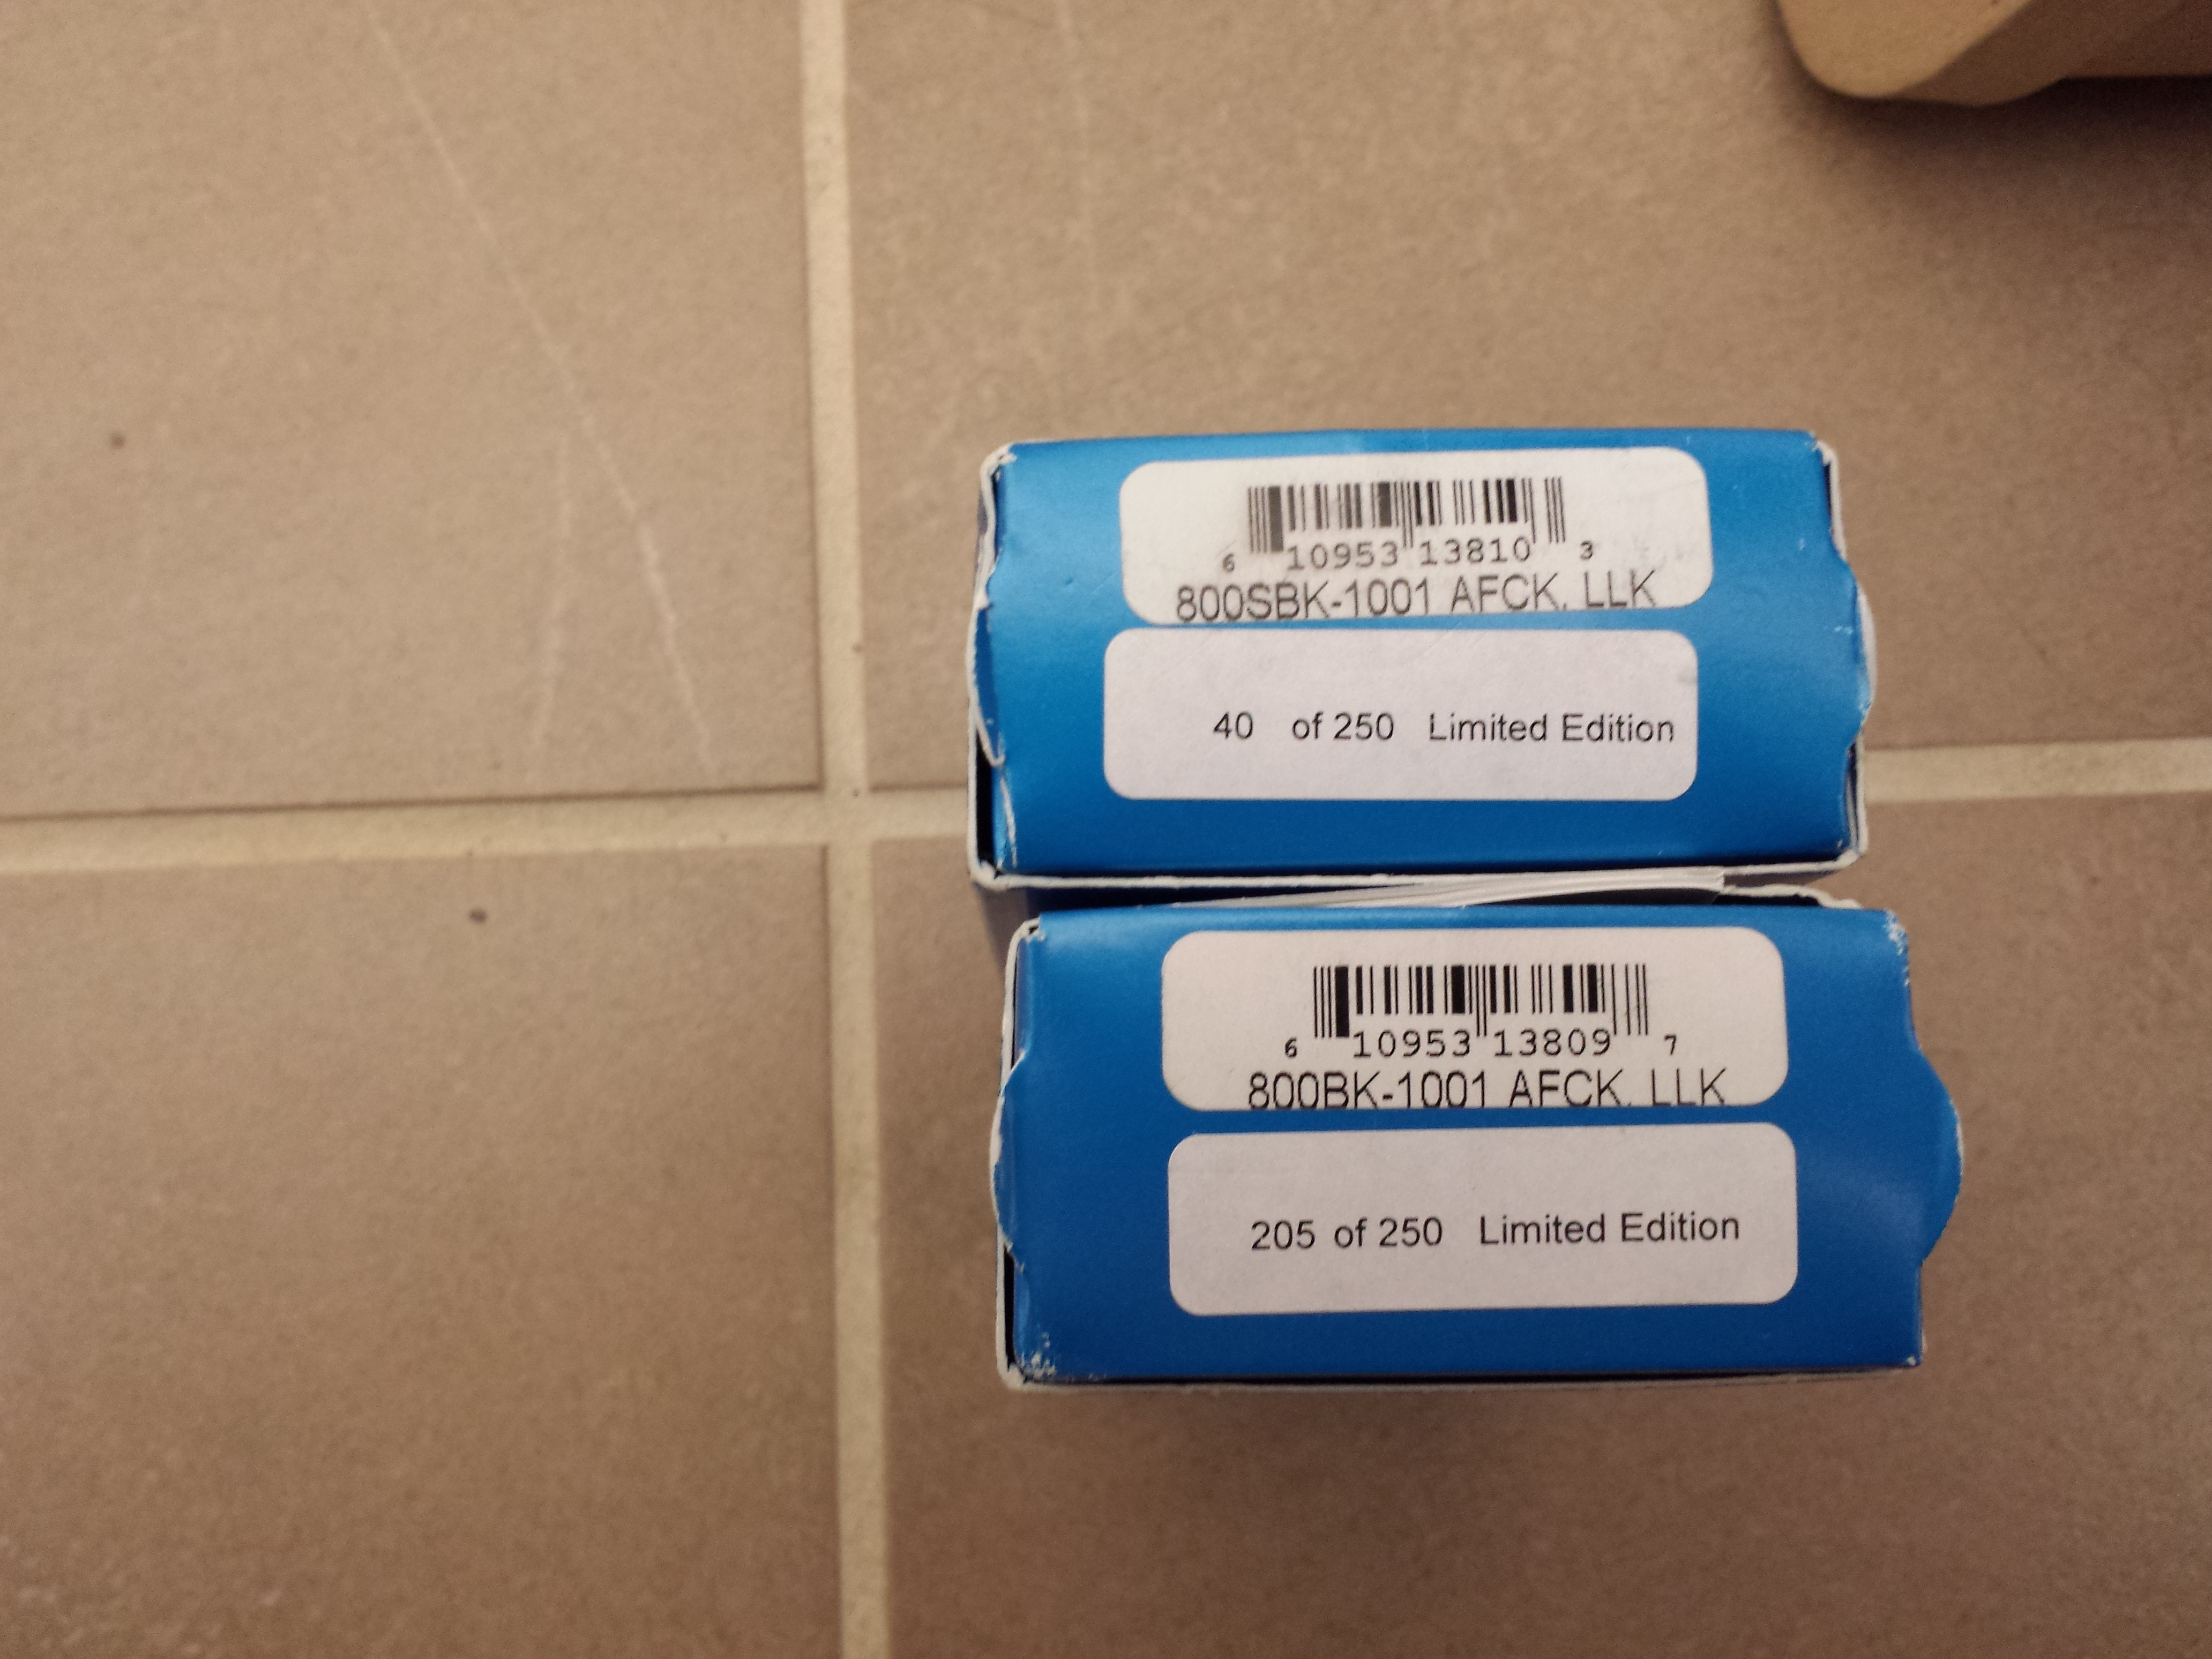 6 10953 13810 3
800SBK-1001 AFCK, LLK
40 of 250 Limited Edition
6 10953 13809 7
800BK-1001 AFCK, LLK
205 of 250 Limited Edition